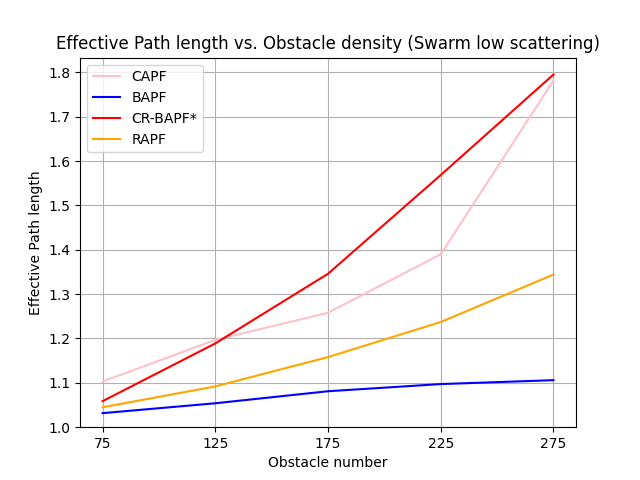 Effective Path length vs. Obstacle density (Swarm low scattering)
CAPF
BAPF
CR-BAPF*
RAPF
Effective Path length
1.8
1.7
1.6
1.5
1.4
1.3
1.2
1.1
1.0
75 125 175 225 275
Obstacle number